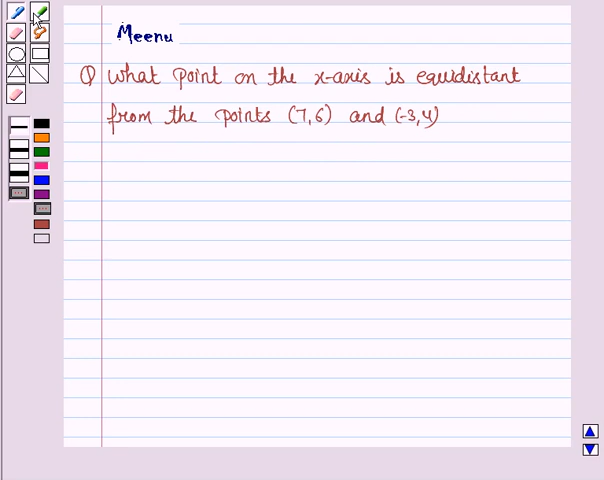 Meenu
Q What point on the x-axis is equidistant
from the points (7,6) and (-3,4)